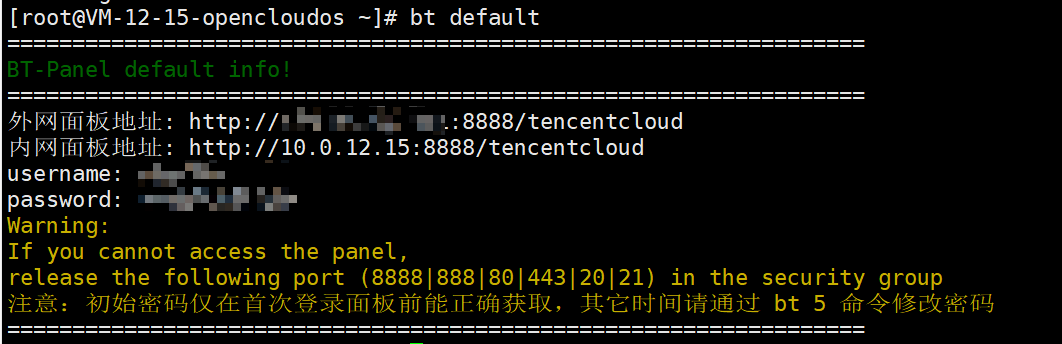 [root@VM-12-15-opencloudos ~]# bt default
==================================================================
BT-Panel default info!
==================================================================
外网面板地址: http:// :8888/tencentcloud
内网面板地址: http://10.0.12.15:8888/tencentcloud
username:
password:
Warning:
If you cannot access the panel,
release the following port (8888|888|80|443|20|21) in the security group
注意：初始密码仅在首次登录面板前能正确获取，其它时间请通过 bt 5 命令修改密码
==================================================================